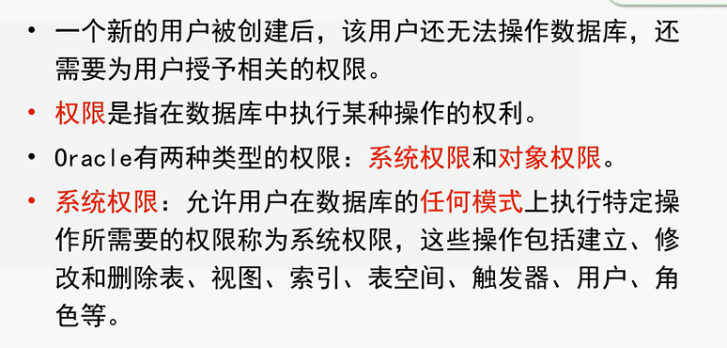 • 一个新的用户被创建后，该用户还无法操作数据库，还
需要为用户授予相关的权限。
• 权限是指在数据库中执行某种操作的权利。
• Oracle有两种类型的权限：系统权限和对象权限。
• 系统权限：允许用户在数据库的任何模式上执行特定操
作所需要的权限称为系统权限，这些操作包括建立、修
改和删除表、视图、索引、表空间、触发器、用户、角
色等。